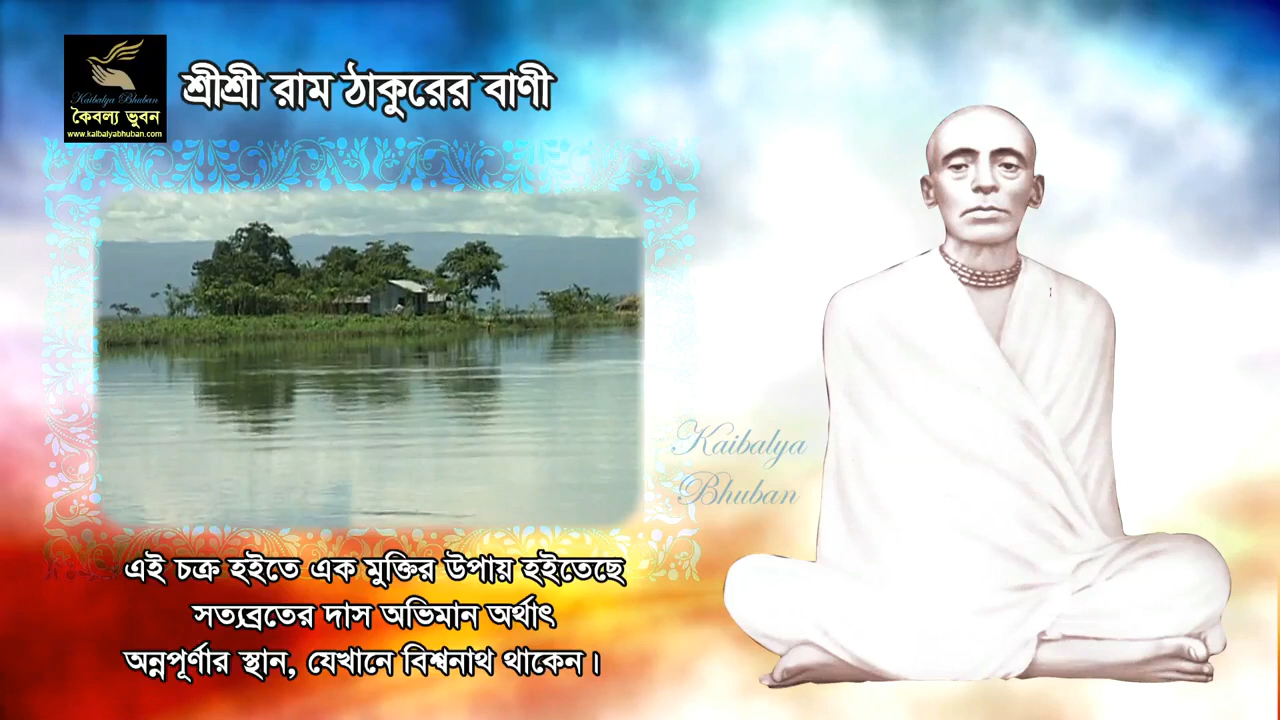 শ্রীশ্রী রাম ঠাকুরের বাণী
Kaibalya Bhuban
কৈবল্য ভুবন
www.kaibalyabhuban.com
Kaibalya
Bhuban
এই চক্র হইতে এক মুক্তির উপায় হইতেছে
সত্যব্রতের দাস অভিমান অর্থাৎ
অন্নপূর্ণার স্থান, যেখানে বিশ্বনাথ থাকেন।